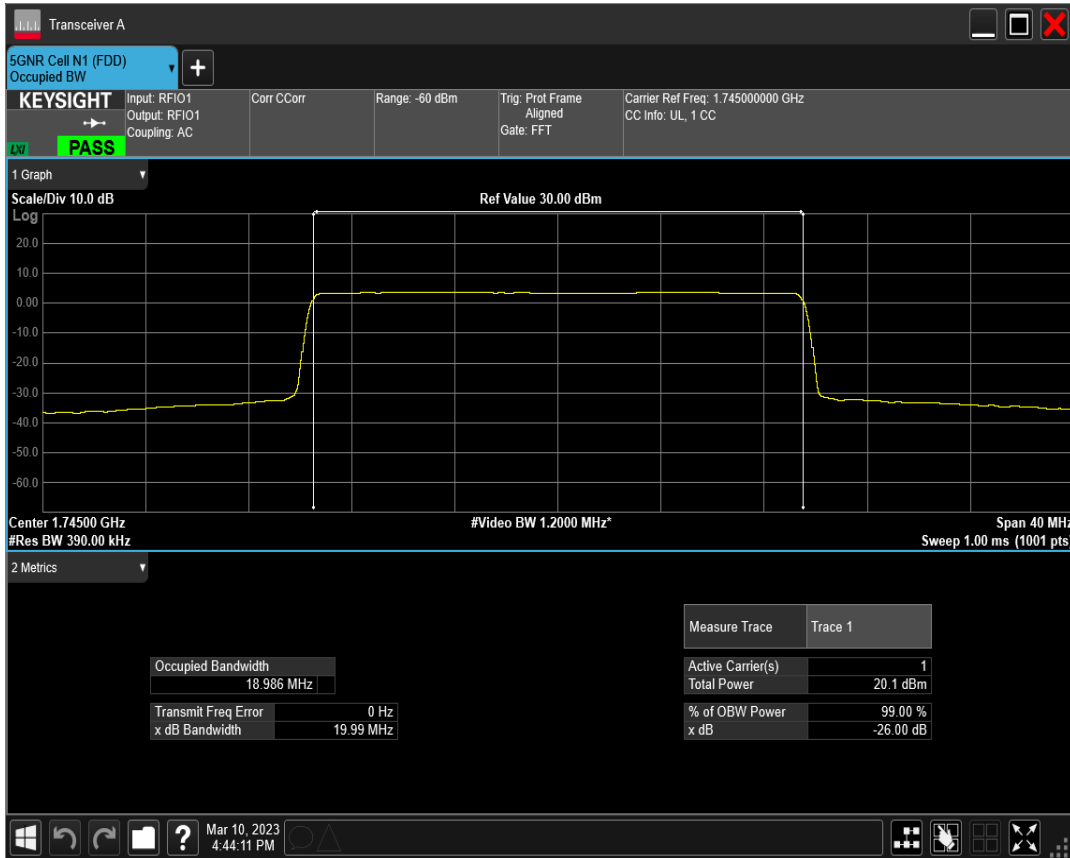 Transceiver A
5GNR Cell N1 (FDD)
Occupied BW
+
KEYSIGHT
LXI
PASS
Input: RFIO1
Output: RFIO1
Coupling: AC
Corr CCorr
Range: -60 dBm
Trig: Prot Frame
Aligned
Gate: FFT
Carrier Ref Freq: 1.745000000 GHz
CC Info: UL, 1 CC
1 Graph
Scale/Div 10.0 dB
Ref Value 30.00 dBm
Log
20.0
10.0
0.00
-10.0
-20.0
-30.0
-40.0
-50.0
-60.0
Center 1.74500 GHz
#Video BW 1.2000 MHz*
Span 40 MHz
#Res BW 390.00 kHz
Sweep 1.00 ms (1001 pts)
2 Metrics
Measure Trace Trace 1
Occupied Bandwidth
18.986 MHz
Active Carrier(s) 1
Total Power 20.1 dBm
Transmit Freq Error 0 Hz
x dB Bandwidth 19.99 MHz
% of OBW Power 99.00 %
x dB -26.00 dB
?
Mar 10, 2023
4:44:11 PM